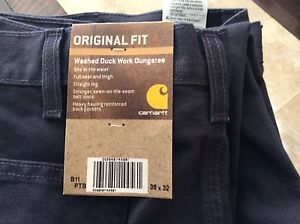 ORIGINAL FIT
Washed Duck Work Dungaree
Sits at the waist
Full seat and thigh
Straight leg
Stronger sewn-on-the-seam
belt loops
Heavy hauling reinforced
back pockets
carhartt
B11
PTB
36 x 32